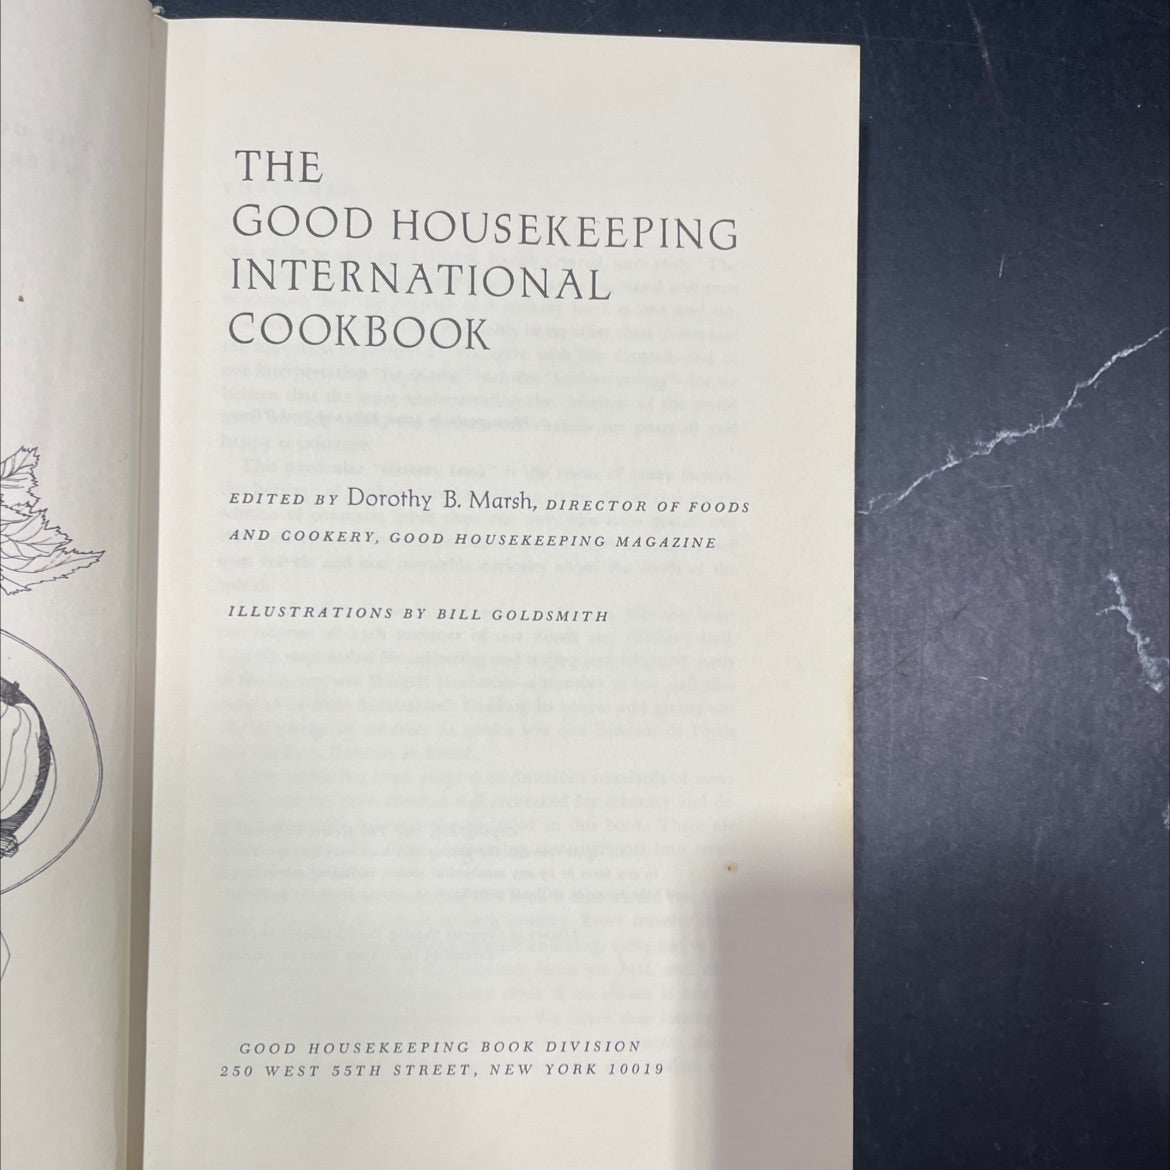 THE
GOOD HOUSEKEEPING
INTERNATIONAL
COOKBOOK
EDITED BY Dorothy B. Marsh, DIRECTOR OF FOODS
AND COOKERY, GOOD HOUSEKEEPING MAGAZINE
ILLUSTRATIONS BY BILL GOLDSMITH
GOOD HOUSEKEEPING BOOK DIVISION
250 WEST 55TH STREET, NEW YORK 10019